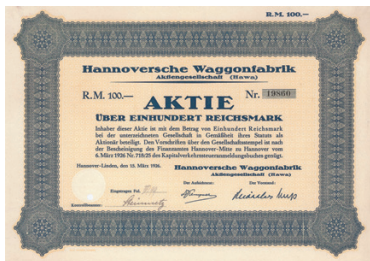 R.M. 100.—
Hannoversche Waggonfabrik
Aktiengesellschaft (Hawa)
R.M. 100.— Nr. 19860
AKTIE
ÜBER EINHUNDERT REICHSMARK
Inhaber dieser Aktie ist mit dem Betrag von Einhundert Reichsmark
bei der unterzeichneten Gesellschaft in Gemäßheit ihres Statuts als
Aktionär beteiligt. Den Vorschriften über den Gesellschaftsstempel ist nach
der Bescheinigung des Finanzamts Hannover-Mitte zu Hannover vom
6. März 1926 Nr. 719/25 des Kapitalverkehrssteueranmeldungsbuches genügt.
Hannover-Linden, den 15. März 1926.
Hannoversche Waggonfabrik
Aktiengesellschaft (Hawa)
Eingetragen Fol.
Der Aufsichtsrat: Der Vorstand:
Kontrollbeamter: